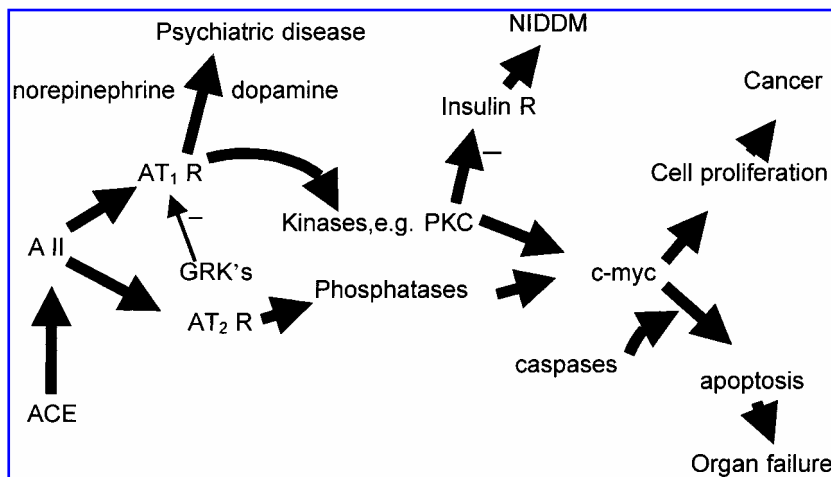 NIDDM
Psychiatric disease
Cancer
norepinephrine dopamine
Insulin R
–
AT₁ R
Cell proliferation
–
Kinases,e.g. PKC
A II
GRK's
c-myc
Phosphatases
AT₂ R
caspases
apoptosis
ACE
Organ failure